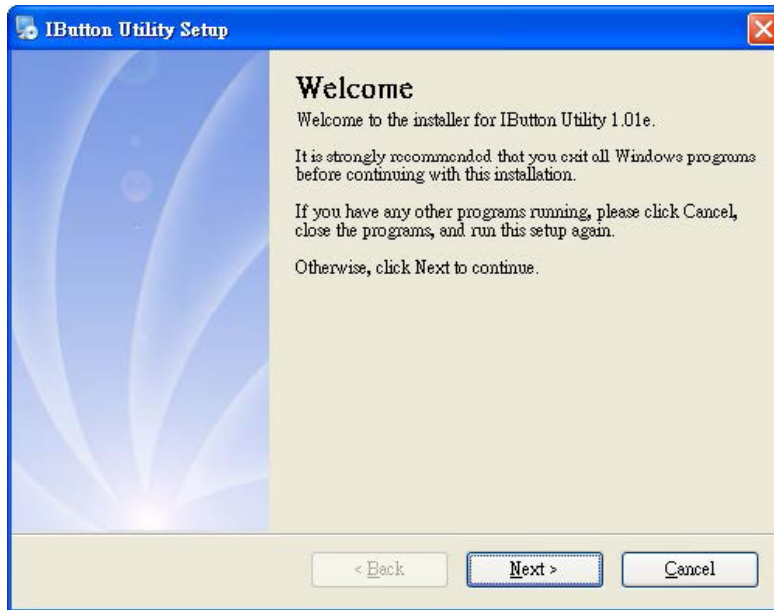 IButton Utility Setup
Welcome
Welcome to the installer for IButton Utility 1.01e.
It is strongly recommended that you exit all Windows programs
before continuing with this installation.
If you have any other programs running, please click Cancel,
close the programs, and run this setup again.
Otherwise, click Next to continue.
< Back
Next >
Cancel